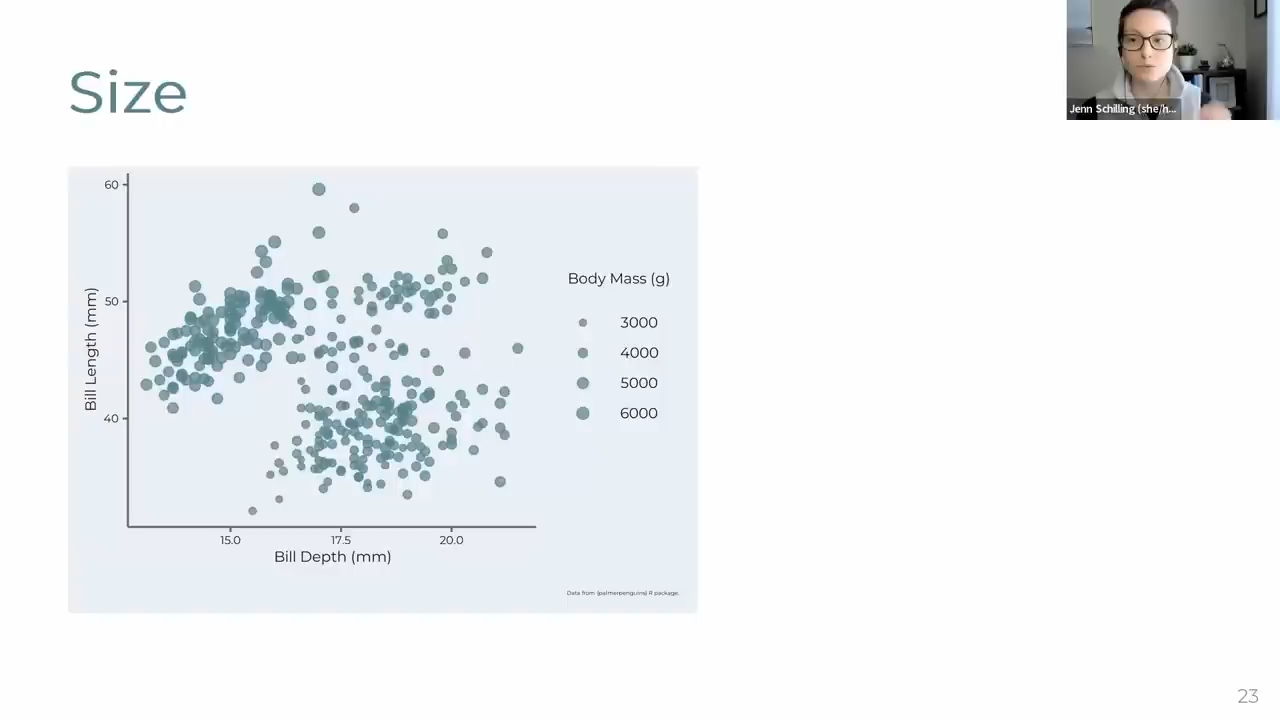 Size
Jenn Schilling (she/h...
60
50
40
Bill Length (mm)
15.0 17.5 20.0
Bill Depth (mm)
Body Mass (g)
3000
4000
5000
6000
Data from {palmerpenguins} R package.
23